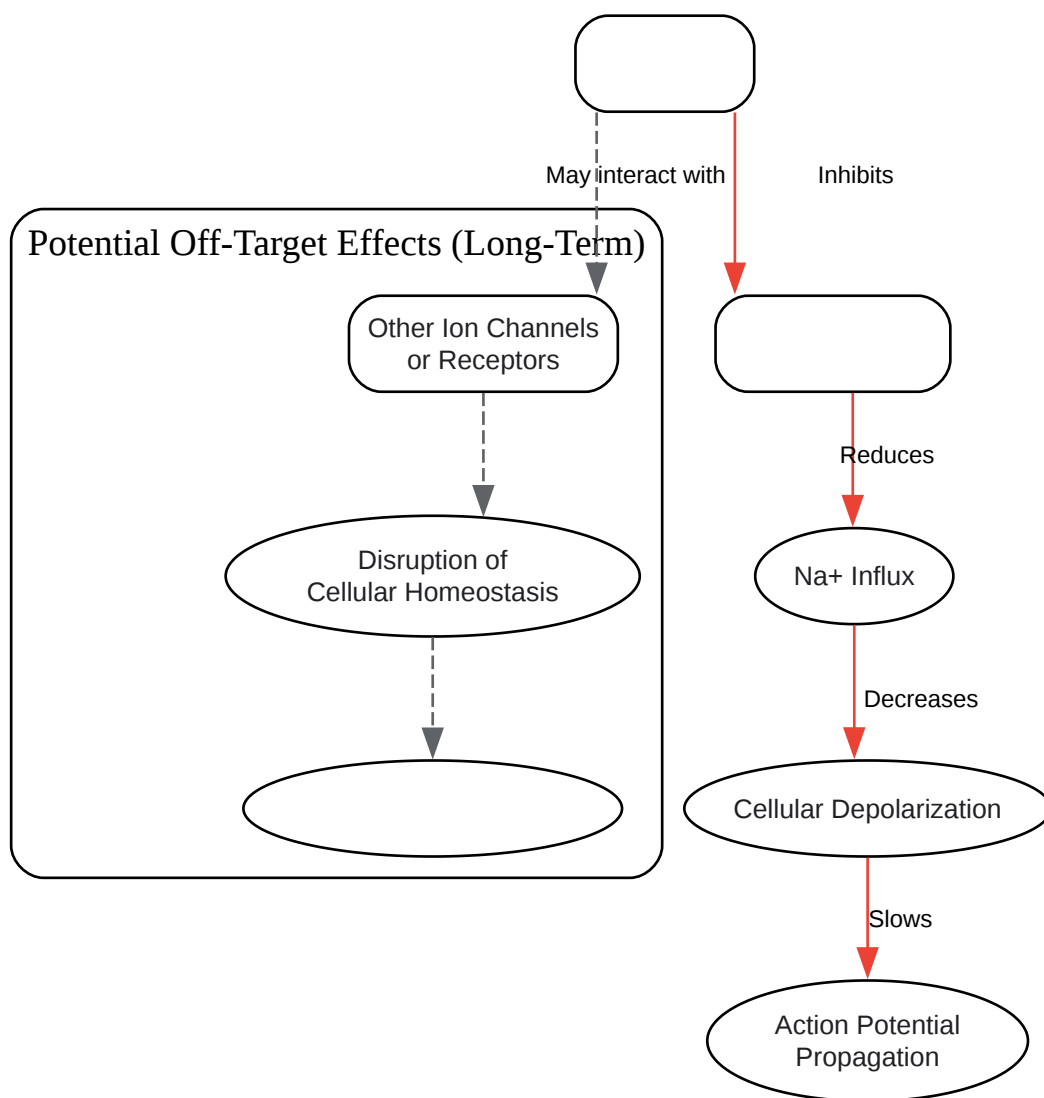 May interact with
Inhibits
Potential Off-Target Effects (Long-Term)
Other Ion Channels
or Receptors
Reduces
Disruption of
Cellular Homeostasis
Na+ Influx
Decreases
Cellular Depolarization
Slows
Action Potential
Propagation